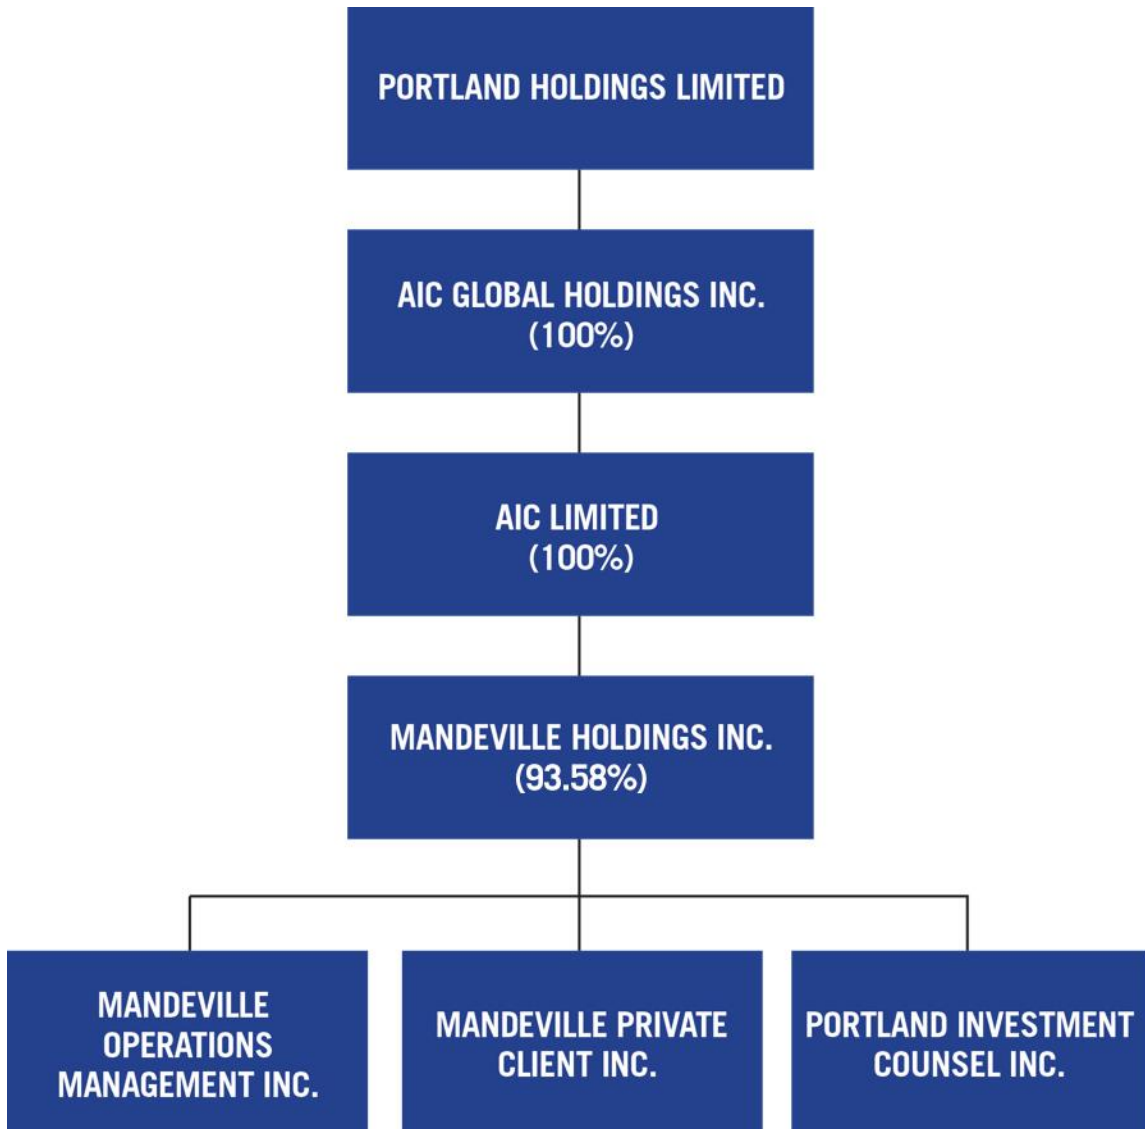 PORTLAND HOLDINGS LIMITED
AIC GLOBAL HOLDINGS INC.
(100%)
AIC LIMITED
(100%)
MANDEVILLE HOLDINGS INC.
(93.58%)
MANDEVILLE
OPERATIONS
MANAGEMENT INC.
MANDEVILLE PRIVATE
CLIENT INC.
PORTLAND INVESTMENT
COUNSEL INC.